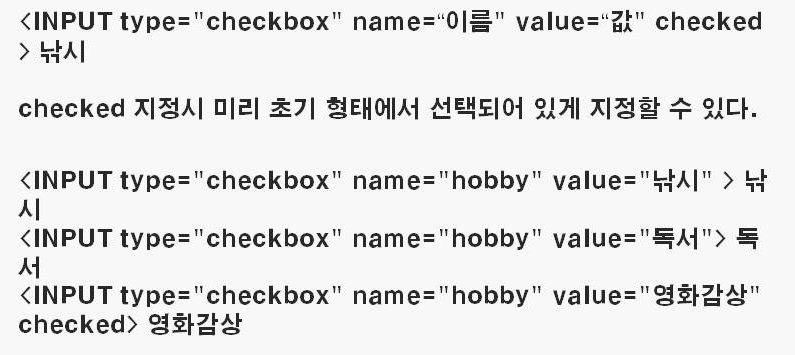 <INPUT type="checkbox" name=“이름" value=“값" checked
> 낚시
checked 지정시 미리 초기 형태에서 선택되어 있게 지정할 수 있다.
<INPUT type="checkbox" name="hobby" value="낚시" > 낚
시
<INPUT type="checkbox" name="hobby" value="독서"> 독
서
<INPUT type="checkbox" name="hobby" value="영화감상"
checked> 영화감상